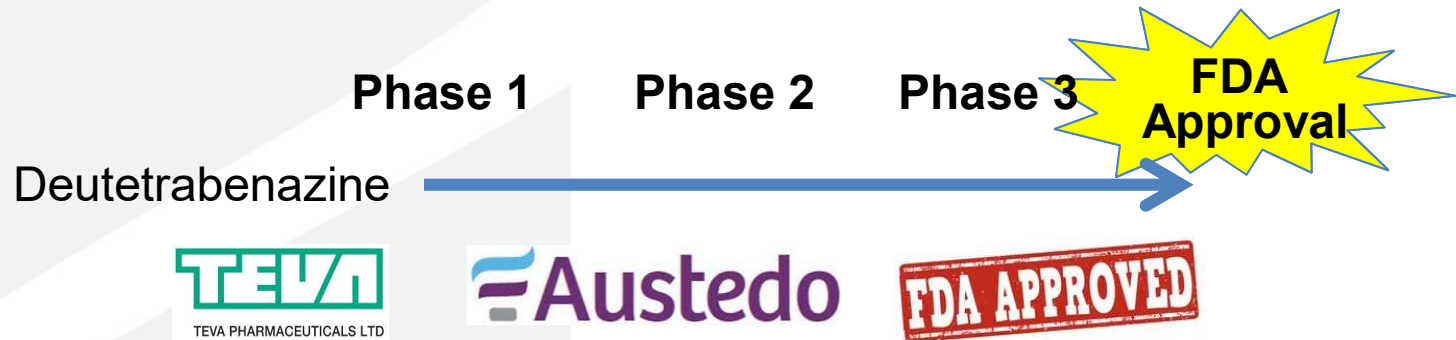 Phase 1 Phase 2 Phase 3 FDA
Approval
Deutetrabenazine
TEVA Austedo FDA APPROVED
TEVA PHARMACEUTICALS LTD